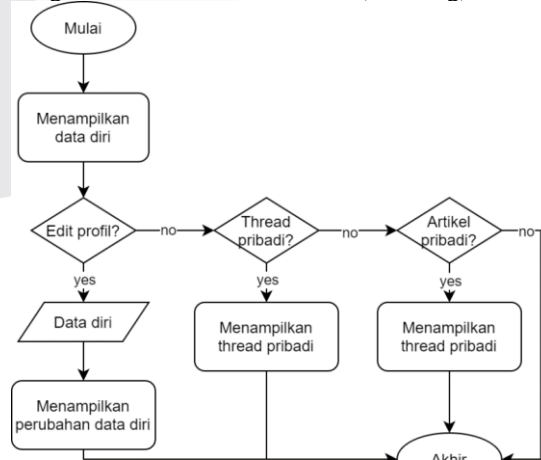 Mulai
Menampilkan
data diri
Edit profil?
no
Thread
pribadi?
no
Artikel
pribadi?
no
yes
yes
yes
Data diri
Menampilkan
thread pribadi
Menampilkan
thread pribadi
Menampilkan
perubahan data diri
Akhir